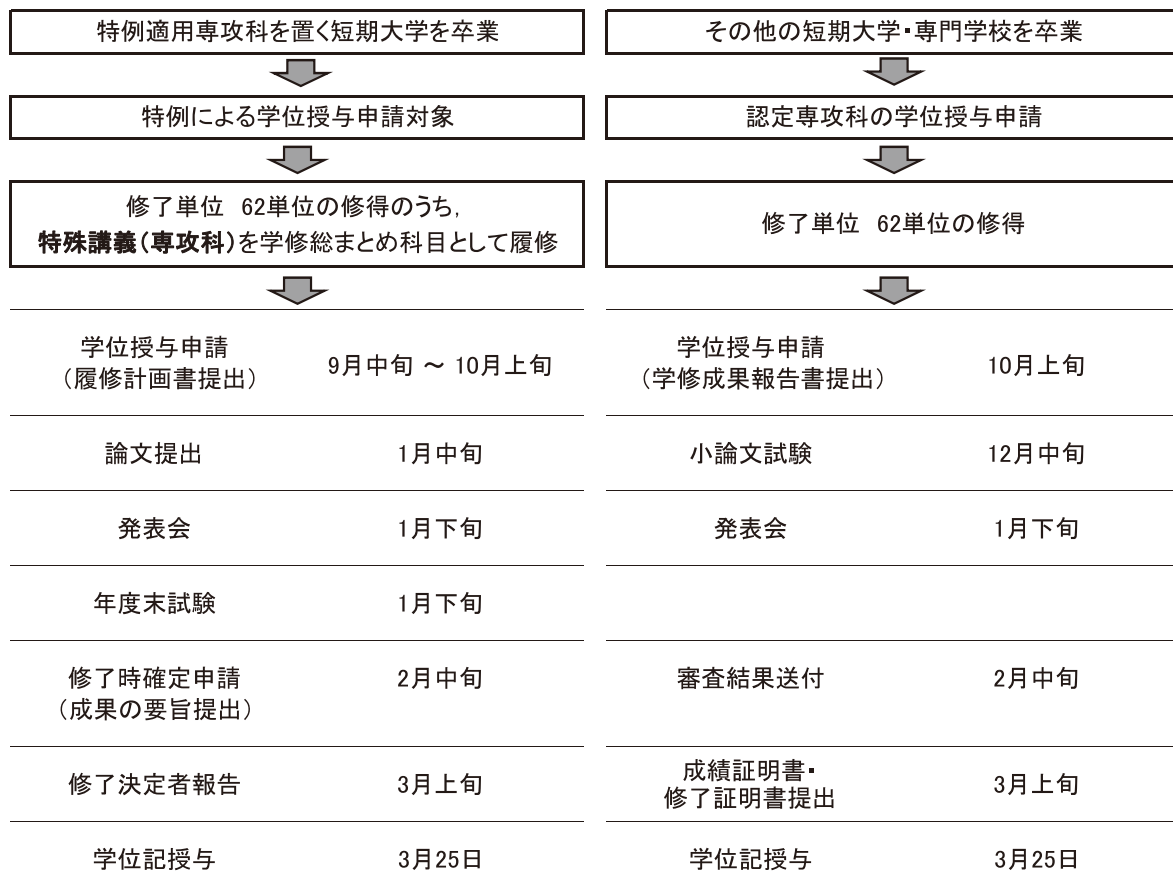 特例適用専攻科を置く短期大学を卒業
特例による学位授与申請対象
修了単位 62単位の修得のうち,
特殊講義(専攻科)を学修総まとめ科目として履修
学位授与申請
(履修計画書提出)
9月中旬 ～ 10月上旬
論文提出
1月中旬
発表会
1月下旬
年度末試験
1月下旬
修了時確定申請
(成果の要旨提出)
2月中旬
修了決定者報告
3月上旬
学位記授与
3月25日
その他の短期大学・専門学校を卒業
認定専攻科の学位授与申請
修了単位 62単位の修得
学位授与申請
(学修成果報告書提出)
10月上旬
小論文試験
12月中旬
発表会
1月下旬
審査結果送付
2月中旬
成績証明書・
修了証明書提出
3月上旬
学位記授与
3月25日